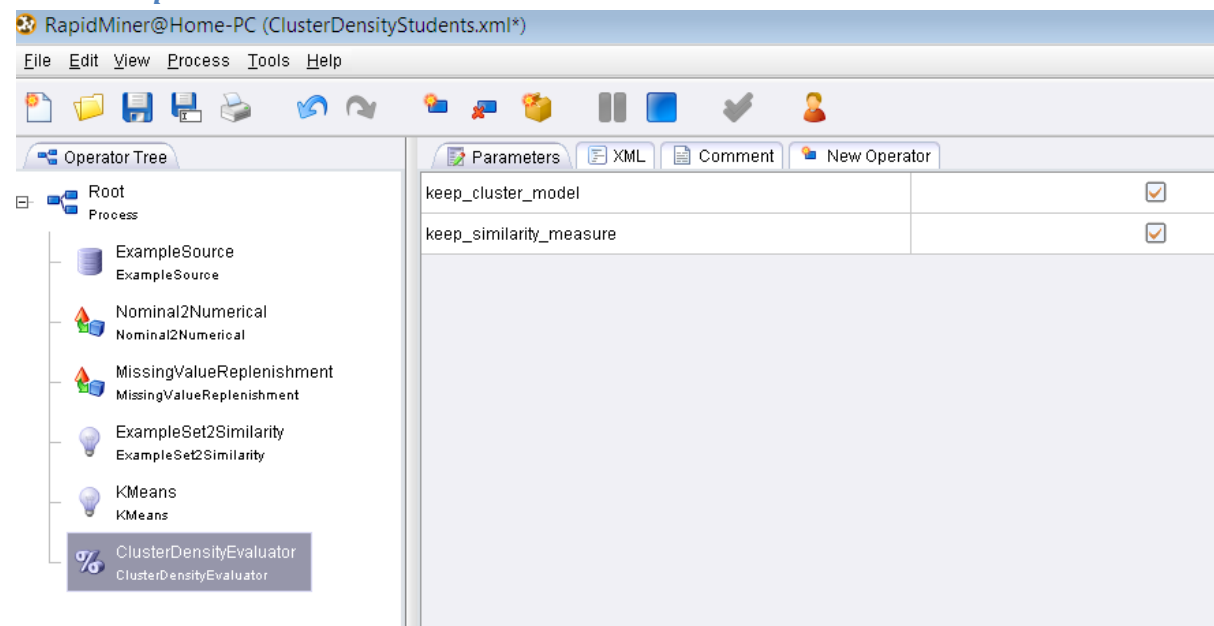 RapidMiner@Home-PC (ClusterDensityStudents.xml*)
File Edit View Process Tools Help
Operator Tree
Root
Process
ExampleSource
ExampleSource
Nominal2Numerical
Nominal2Numerical
MissingValueReplenishment
MissingValueReplenishment
ExampleSet2Similarity
ExampleSet2Similarity
KMeans
KMeans
ClusterDensityEvaluator
ClusterDensityEvaluator
Parameters XML Comment New Operator
keep_cluster_model
keep_similarity_measure